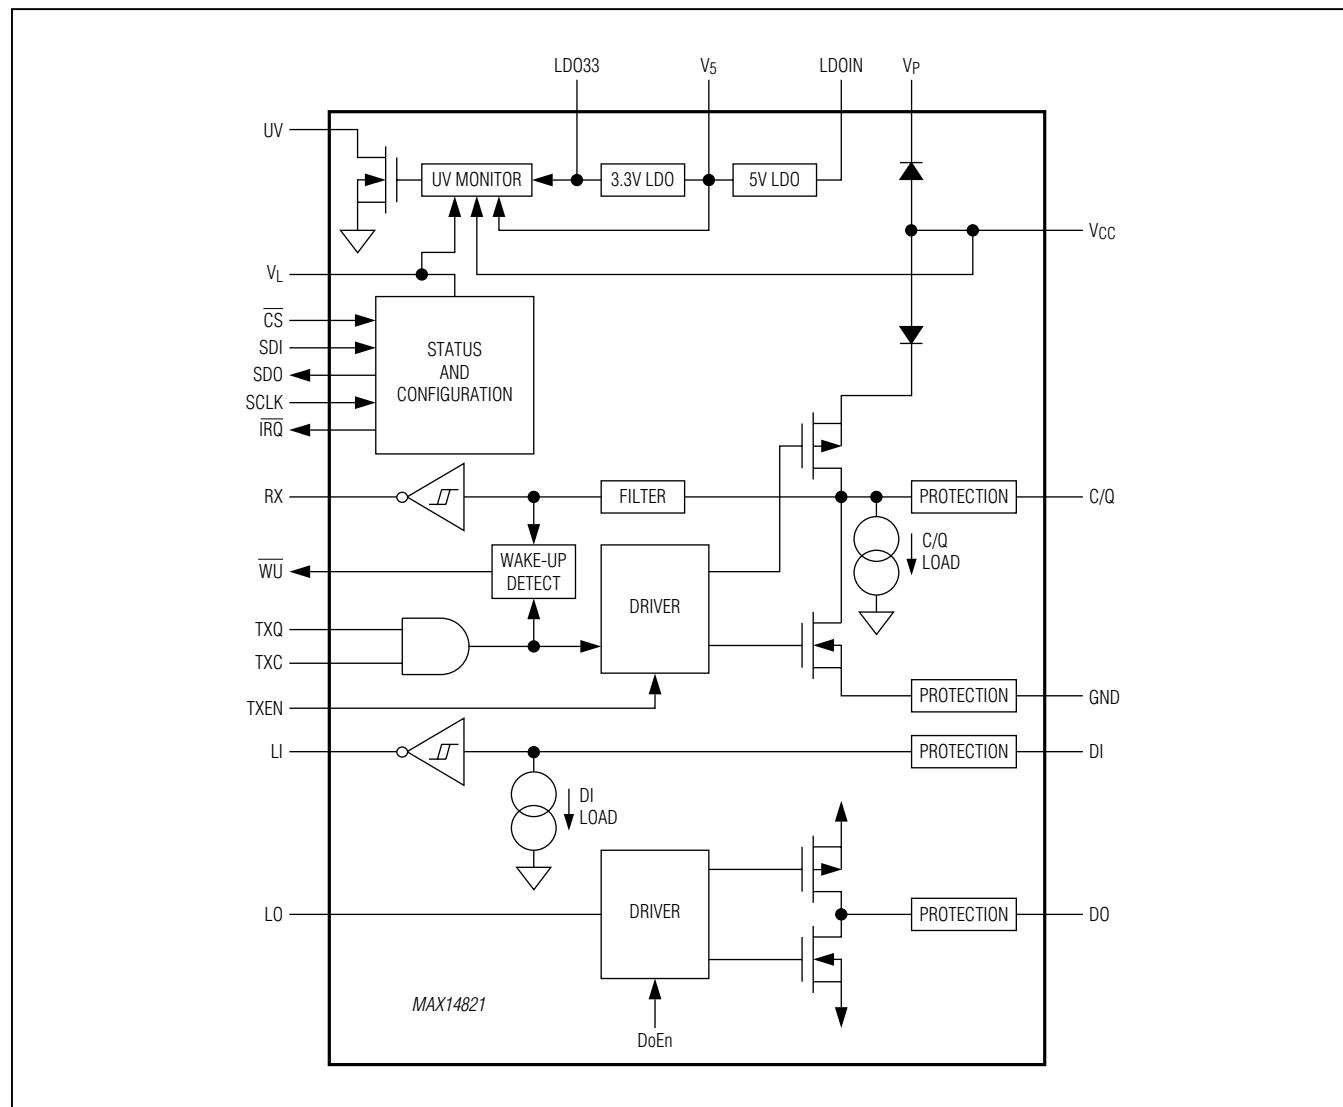 LDO33 V5 LDOIN VP
UV
UV MONITOR 3.3V LDO 5V LDO
VCC
VL
CS
SDI
SDO
SCLK
IRQ
STATUS
AND
CONFIGURATION
RX FILTER PROTECTION C/Q
C/Q
LOAD
WU
WAKE-UP
DETECT
DRIVER
TXQ
TXC
TXEN
PROTECTION GND
LI PROTECTION DI
DI
LOAD
LO DRIVER PROTECTION DO
MAX14821
DoEn